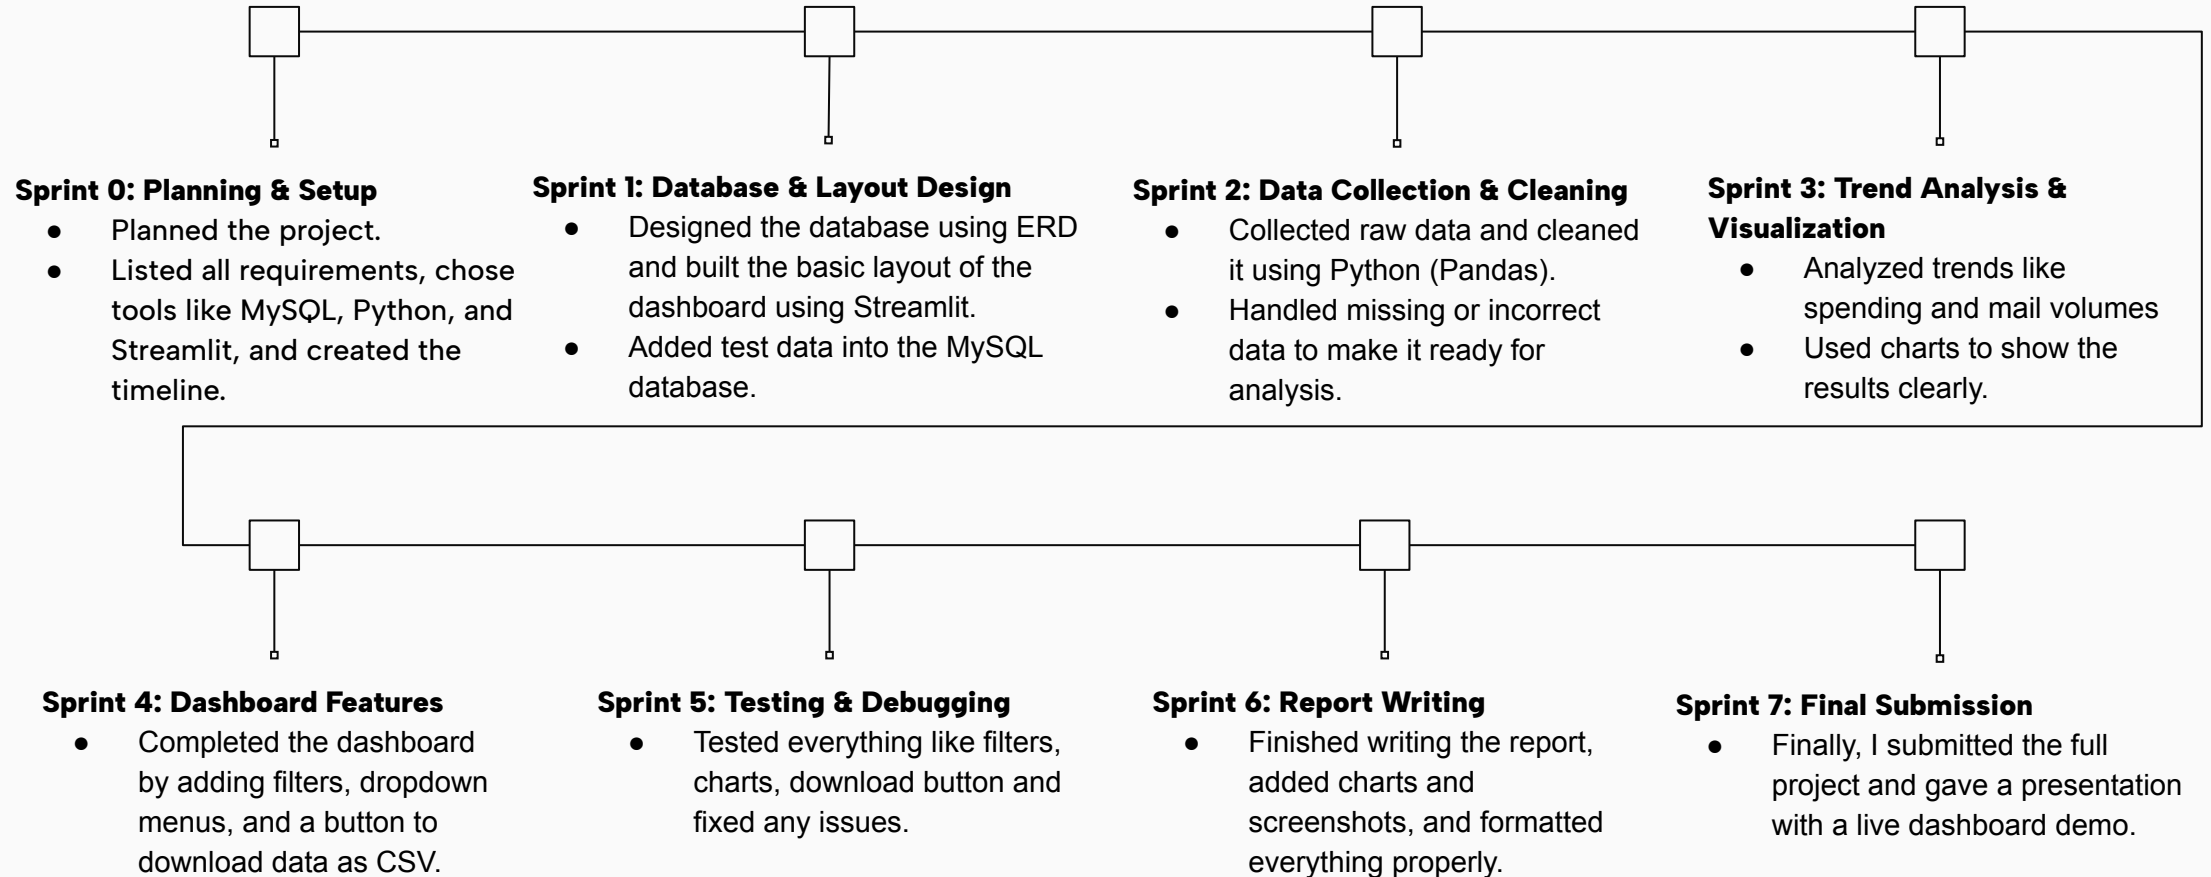 Sprint 0: Planning & Setup
● Planned the project.
● Listed all requirements, chose
tools like MySQL, Python, and
Streamlit, and created the
timeline.
Sprint 1: Database & Layout Design
● Designed the database using ERD
and built the basic layout of the
dashboard using Streamlit.
● Added test data into the MySQL
database.
Sprint 2: Data Collection & Cleaning
● Collected raw data and cleaned
it using Python (Pandas).
● Handled missing or incorrect
data to make it ready for
analysis.
Sprint 3: Trend Analysis &
Visualization
● Analyzed trends like
spending and mail volumes
● Used charts to show the
results clearly.
Sprint 4: Dashboard Features
● Completed the dashboard
by adding filters, dropdown
menus, and a button to
download data as CSV.
Sprint 5: Testing & Debugging
● Tested everything like filters,
charts, download button and
fixed any issues.
Sprint 6: Report Writing
● Finished writing the report,
added charts and
screenshots, and formatted
everything properly.
Sprint 7: Final Submission
● Finally, I submitted the full
project and gave a presentation
with a live dashboard demo.